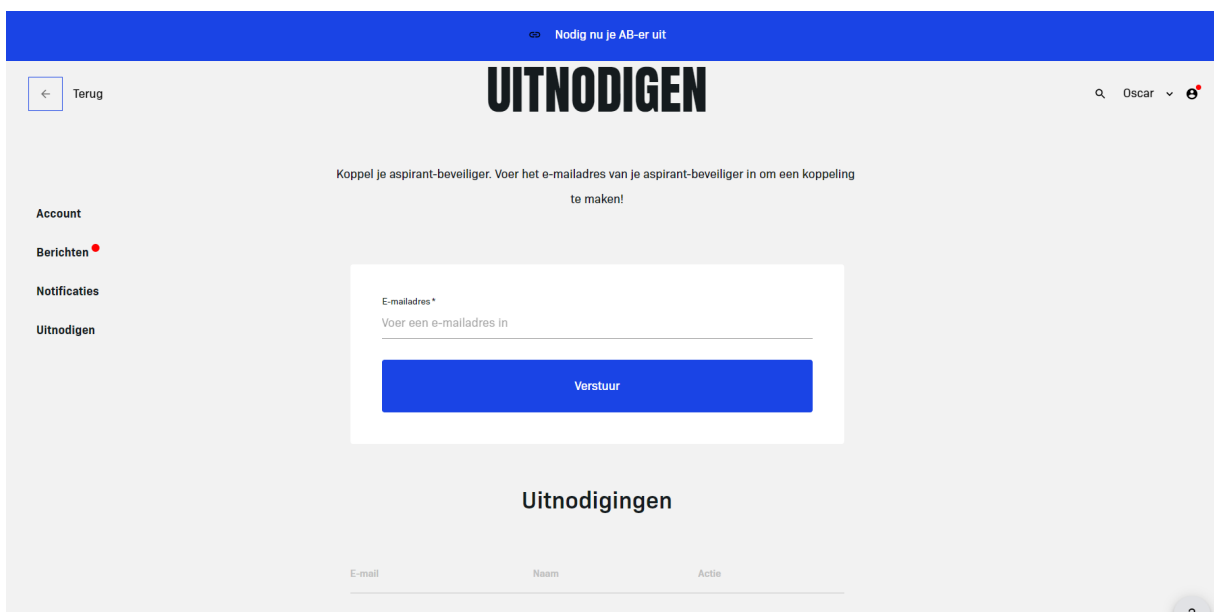 Nodig nu je AB-er uit
Terug
UITNODIGEN
Oscar
Koppel je aspirant-beveiliger. Voer het e-mailadres van je aspirant-beveiliger in om een koppeling
te maken!
Account
Berichten
Notificaties
Uitnodigen
E-mailadres *
Voer een e-mailadres in
Verstuur
Uitnodigingen
E-mail Naam Actie